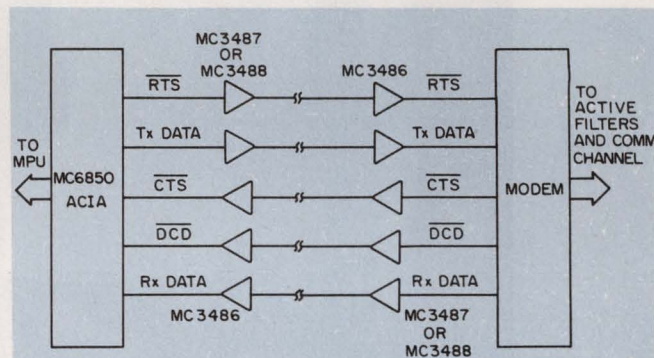 MC3487
OR
MC3488
MC3486
RTS
RTS
TO
ACTIVE
FILTERS
AND COMM
CHANNEL
Tx DATA
Tx DATA
TO
MPU
MC6850
ACIA
CTS
CTS
MODEM
DCD
DCD
Rx DATA
Rx DATA
MC3486
MC3487
OR
MC3488